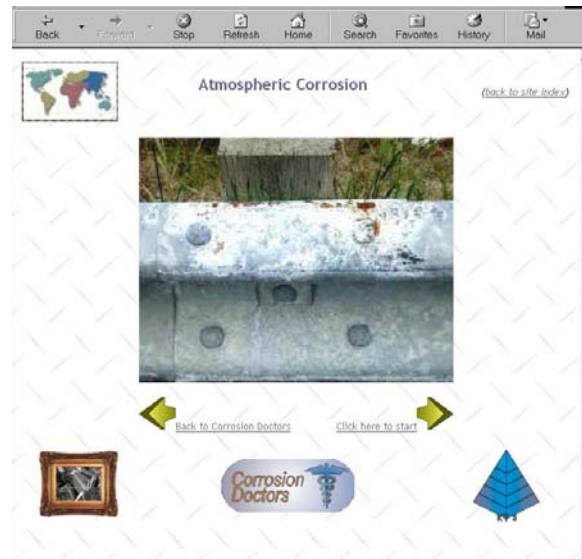 Back
Forward
Stop
Refresh
Home
Search
Favorites
History
Mail
Atmospheric Corrosion
(back to site index)
Back to Corrosion Doctors
Click here to start
Corrosion
Doctors